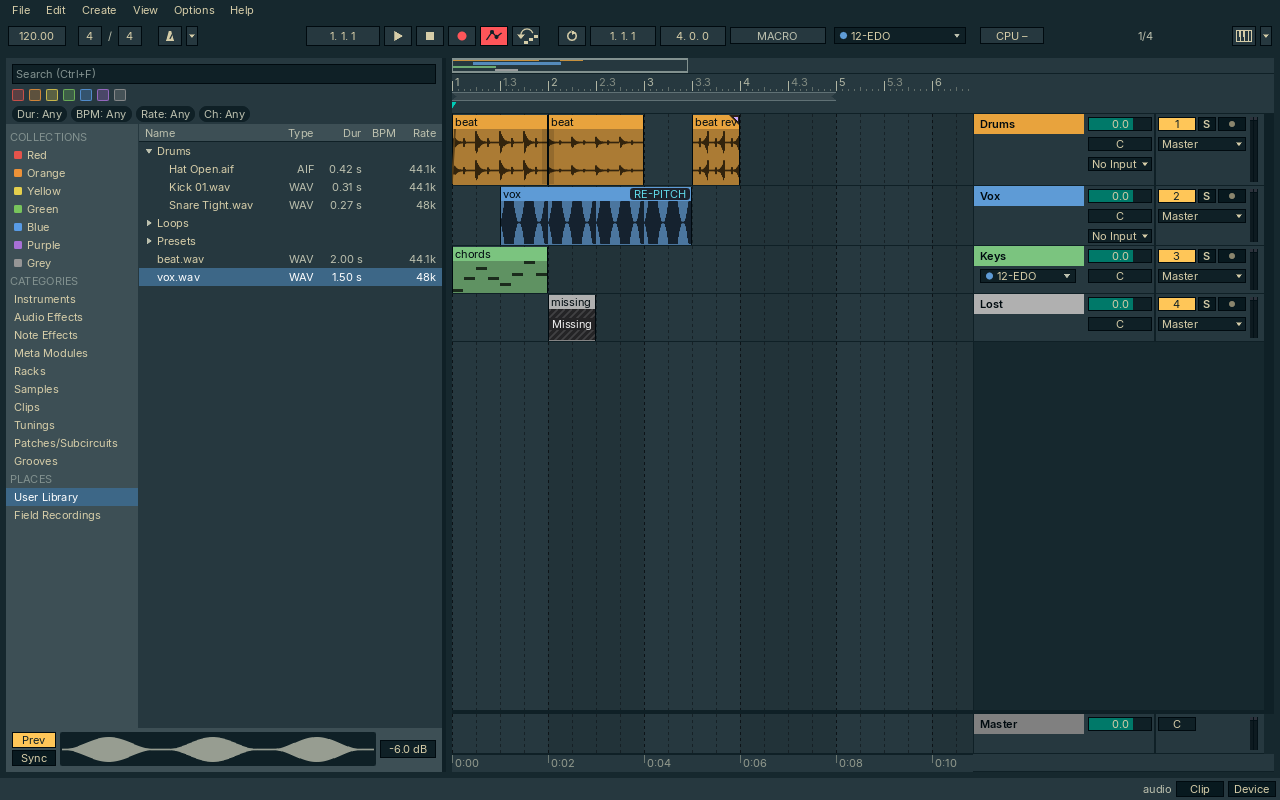 File Edit Create View Options Help
120.00 4 / 4 1. 1. 1 1. 1. 1 4. 0. 0 MACRO 12-EDO CPU – 1/4
Search (Ctrl+F)
Dur: Any BPM: Any Rate: Any Ch: Any
COLLECTIONS
Red
Orange
Yellow
Green
Blue
Purple
Grey
CATEGORIES
Instruments
Audio Effects
Note Effects
Meta Modules
Racks
Samples
Clips
Tunings
Patches/Subcircuits
Grooves
PLACES
User Library
Field Recordings
Name Type Dur BPM Rate
Drums
Hat Open.aif AIF 0.42 s 44.1k
Kick 01.wav WAV 0.31 s 44.1k
Snare Tight.wav WAV 0.27 s 48k
Loops
Presets
beat.wav WAV 2.00 s 44.1k
vox.wav WAV 1.50 s 48k
Prev
Sync
-6.0 dB
1 1.3 2 2.3 3 3.3 4 4.3 5 5.3 6
beat beat beat rev
vox RE-PITCH
chords
missing
Missing
Drums 0.0 1 S
C Master
No Input
Vox 0.0 2 S
C Master
No Input
Keys 0.0 3 S
12-EDO C Master
Lost 0.0 4 S
C Master
Master 0.0 C
0:00 0:02 0:04 0:06 0:08 0:10
audio Clip Device